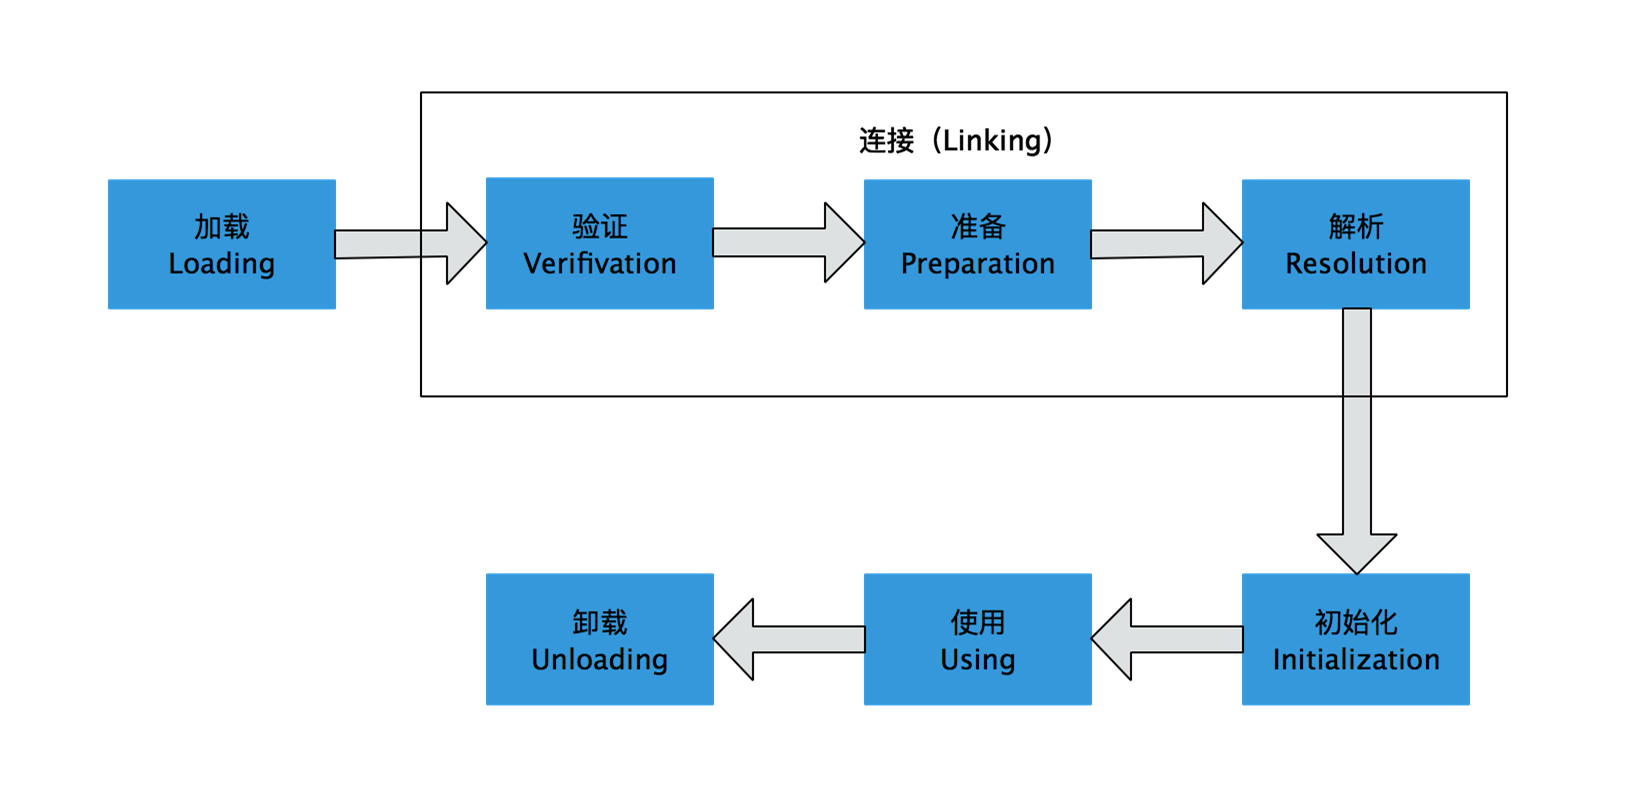 连接（Linking）
加载
Loading
验证
Verifivation
准备
Preparation
解析
Resolution
卸载
Unloading
使用
Using
初始化
Initialization